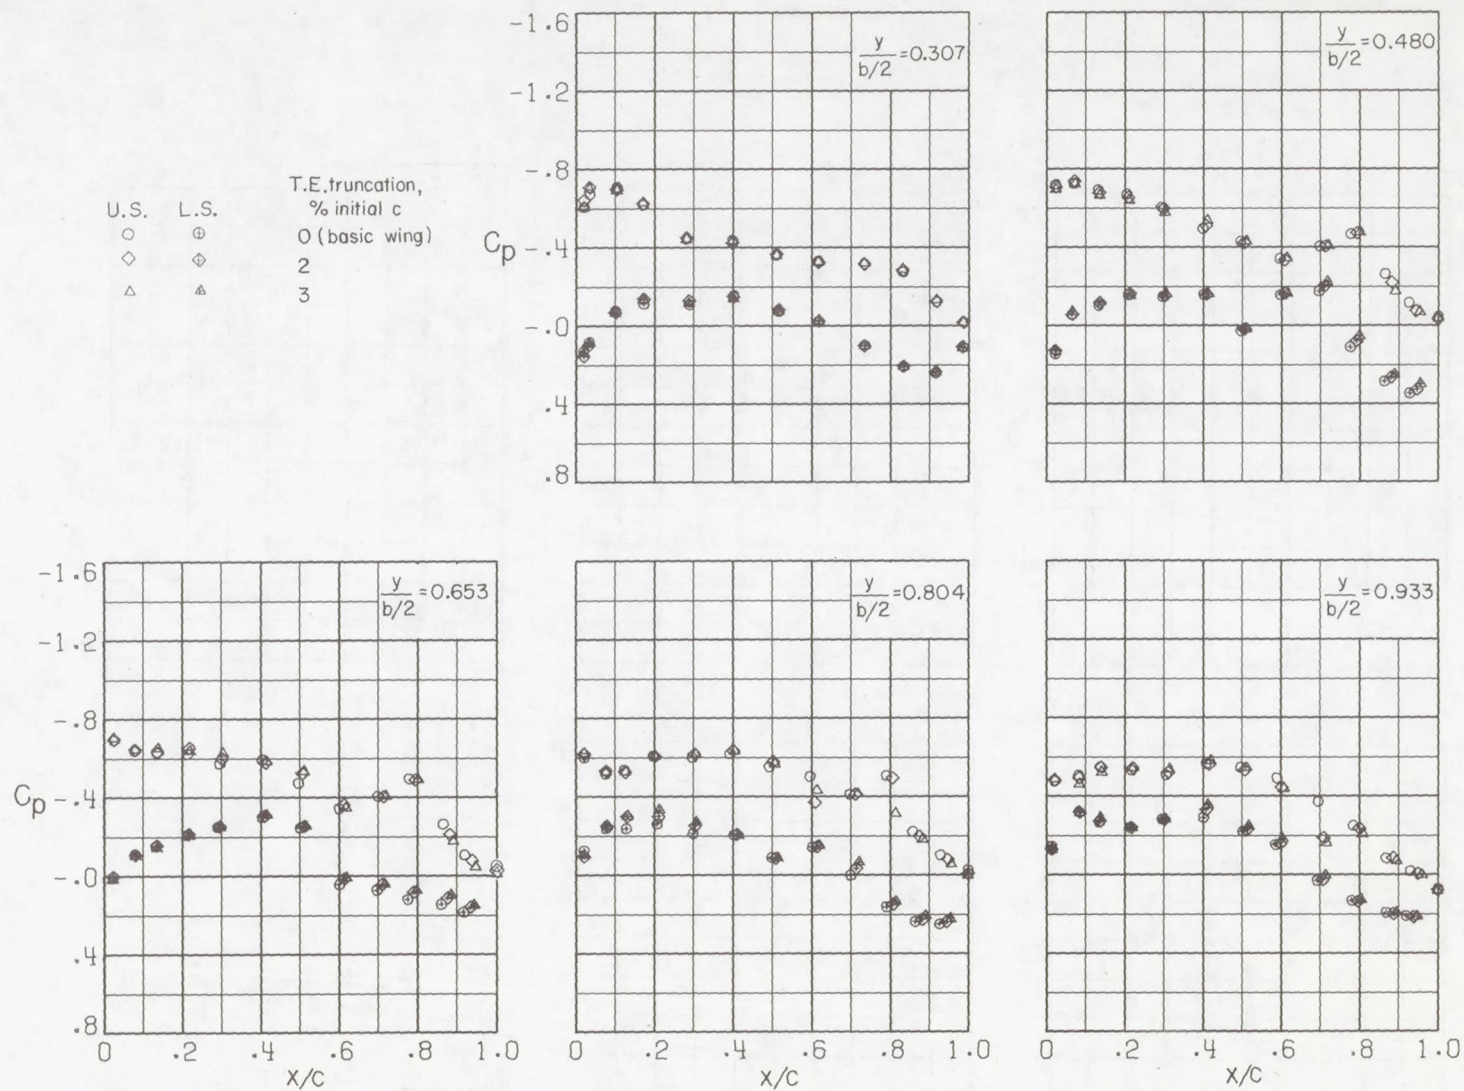 -1.6
-1.2
-.8
Cp -.4
-.0
.4
.8
y
b/2 =0.307
y
b/2 =0.480
T.E. truncation,
U.S. L.S. % initial c
0 (basic wing)
2
3
-1.6
-1.2
-.8
Cp -.4
-.0
.4
.8
y
b/2 =0.653
y
b/2 =0.804
y
b/2 =0.933
0 .2 .4 .6 .8 1.0
X/C
0 .2 .4 .6 .8 1.0
X/C
0 .2 .4 .6 .8 1.0
X/C